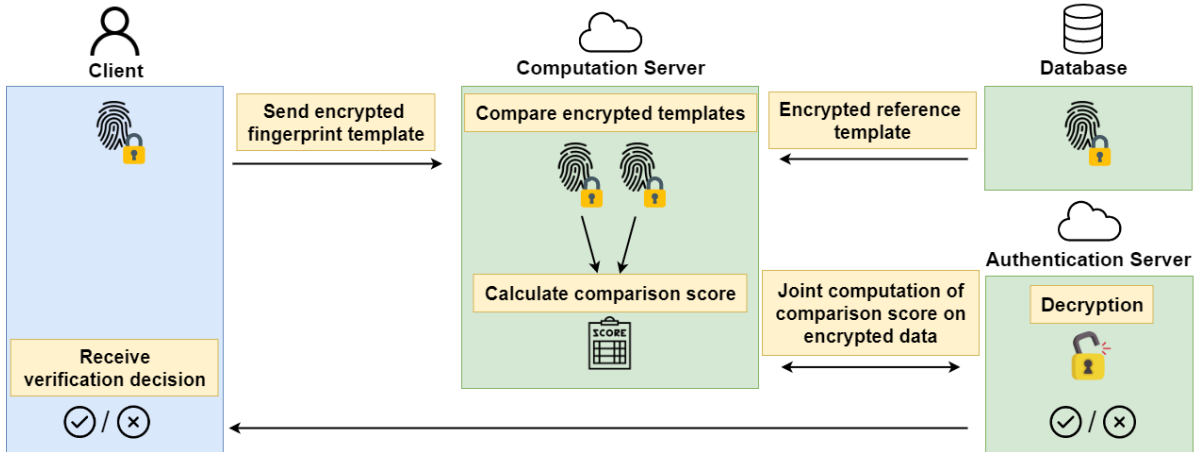 Client
Send encrypted
fingerprint template
Receive
verification decision
/
Computation Server
Compare encrypted templates
Calculate comparison score
SCORE
Encrypted reference
template
Joint computation of
comparison score on
encrypted data
Database
Authentication Server
Decryption
/